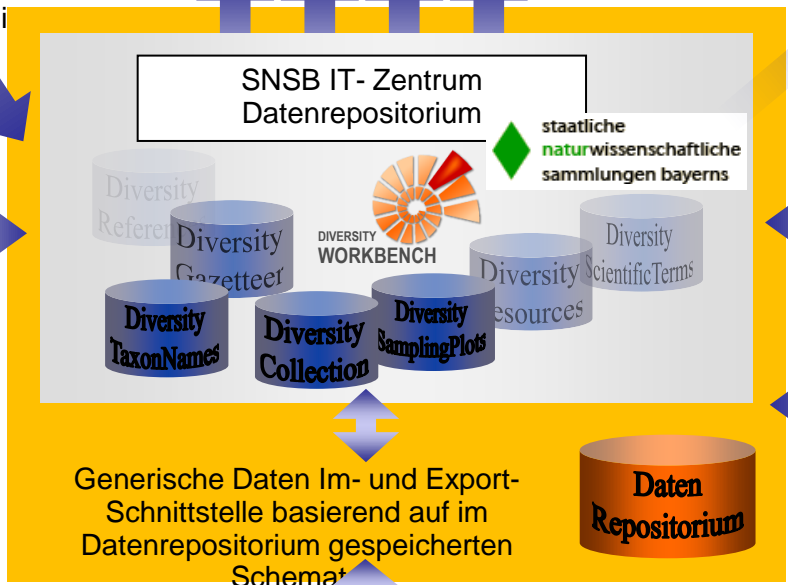 SNSB IT- Zentrum
Datenrepositorium
staatliche
naturwissenschaftliche
sammlungen bayerns
Diversity
Diversity
Gazetteer
DIVERSITY
WORKBENCH
Diversity
Diversity
ScientificTerms
Diversity
TaxonNames
Diversity
Collection
Diversity
SamplingPlots
Generische Daten Im- und Export-
Schnittstelle basierend auf im
Datenrepositorium gespeicherten
Daten
Repositorium